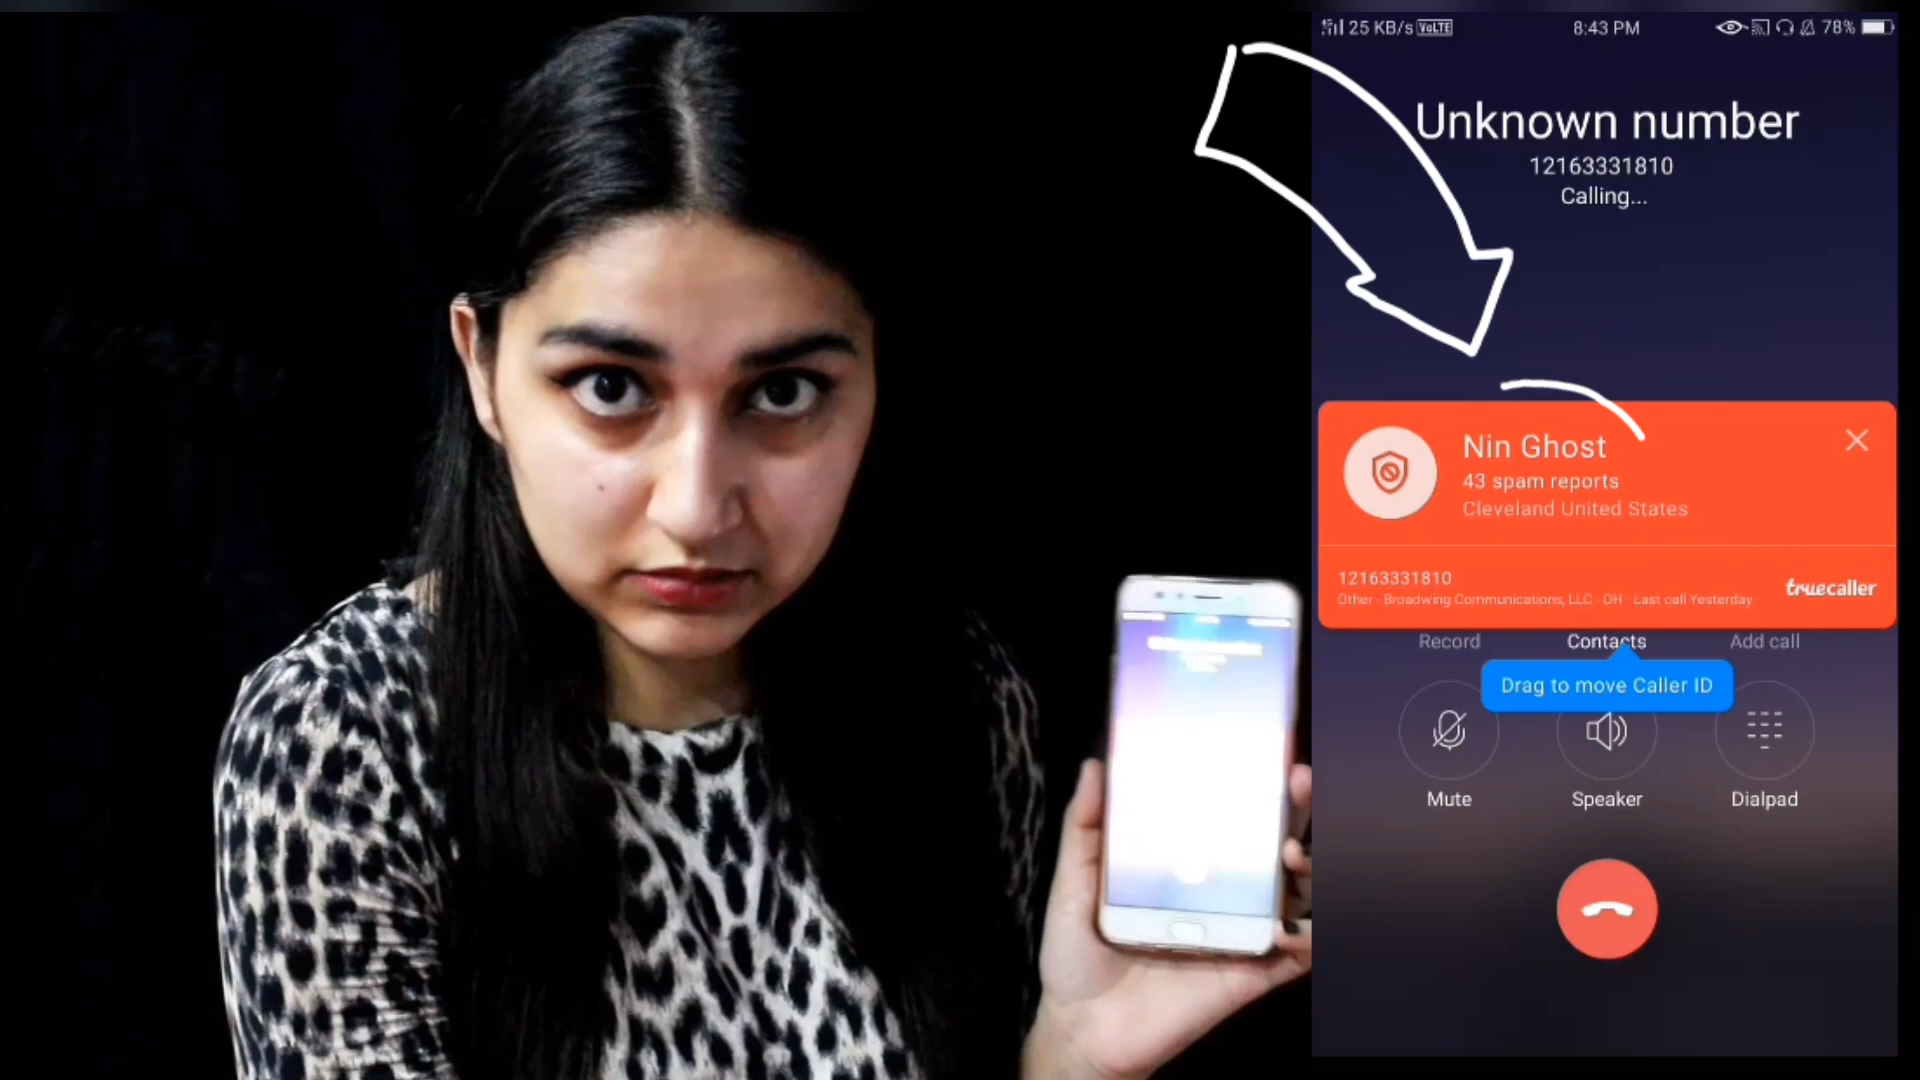 25 KB/s VoLTE 8:43 PM 78%
Unknown number
12163331810
Calling...
Nin Ghost
43 spam reports
Cleveland United States
12163331810
Other - Broadwing Communications, LLC - OH - Last call Yesterday
truecaller
Record Contacts Add call
Drag to move Caller ID
Mute Speaker Dialpad